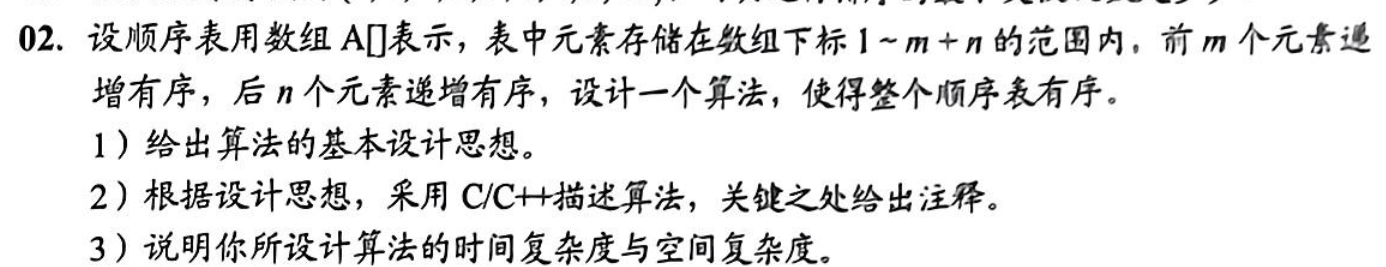 02. 设顺序表用数组 A[]表示，表中元素存储在数组下标 1~m+n 的范围内，前 m 个元素递
增有序，后 n 个元素递增有序，设计一个算法，使得整个顺序表有序。
1）给出算法的基本设计思想。
2）根据设计思想，采用 C/C++描述算法，关键之处给出注释。
3）说明你所设计算法的时间复杂度与空间复杂度。